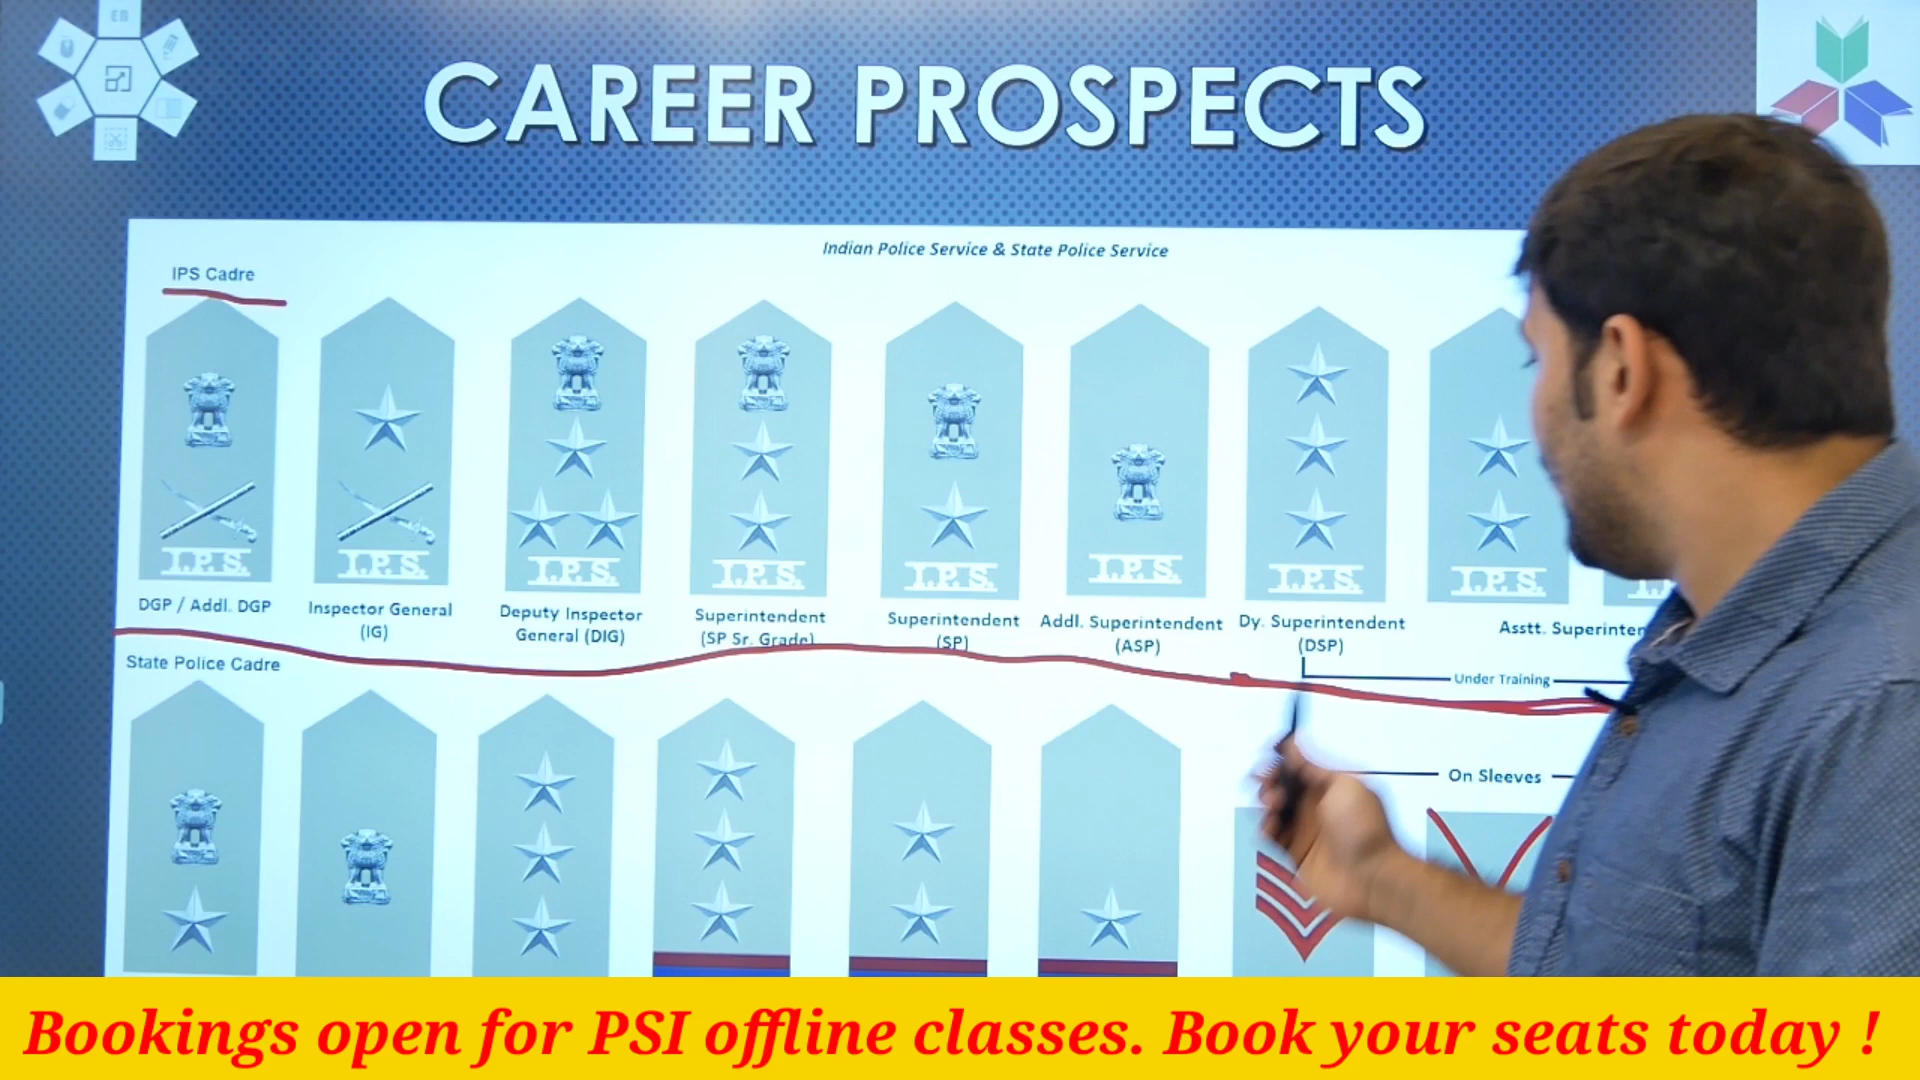 EN
CAREER PROSPECTS
Indian Police Service & State Police Service
IPS Cadre
I.P.S. I.P.S. I.P.S. I.P.S. I.P.S. I.P.S. I.P.S. I.P.S.
DGP / Addl. DGP
Inspector General
(IG)
Deputy Inspector
General (DIG)
Superintendent
(SP Sr. Grade)
Superintendent
(SP)
Addl. Superintendent
(ASP)
Dy. Superintendent
(DSP)
Asstt.
Under Training
State Police Cadre
On Sleeves
Bookings open for PSI offline classes. Book your seats today !